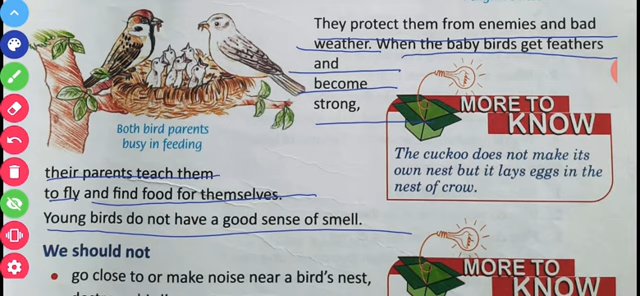 They protect them from enemies and bad
weather. When the baby birds get feathers
and
become
strong,
Both bird parents
busy in feeding
MORE TO
KNOW
The cuckoo does not make its
own nest but it lays eggs in the
nest of crow.
their parents teach them
to fly and find food for themselves.
Young birds do not have a good sense of smell.
We should not
• go close to or make noise near a bird's nest,
MORE TO
KNOW